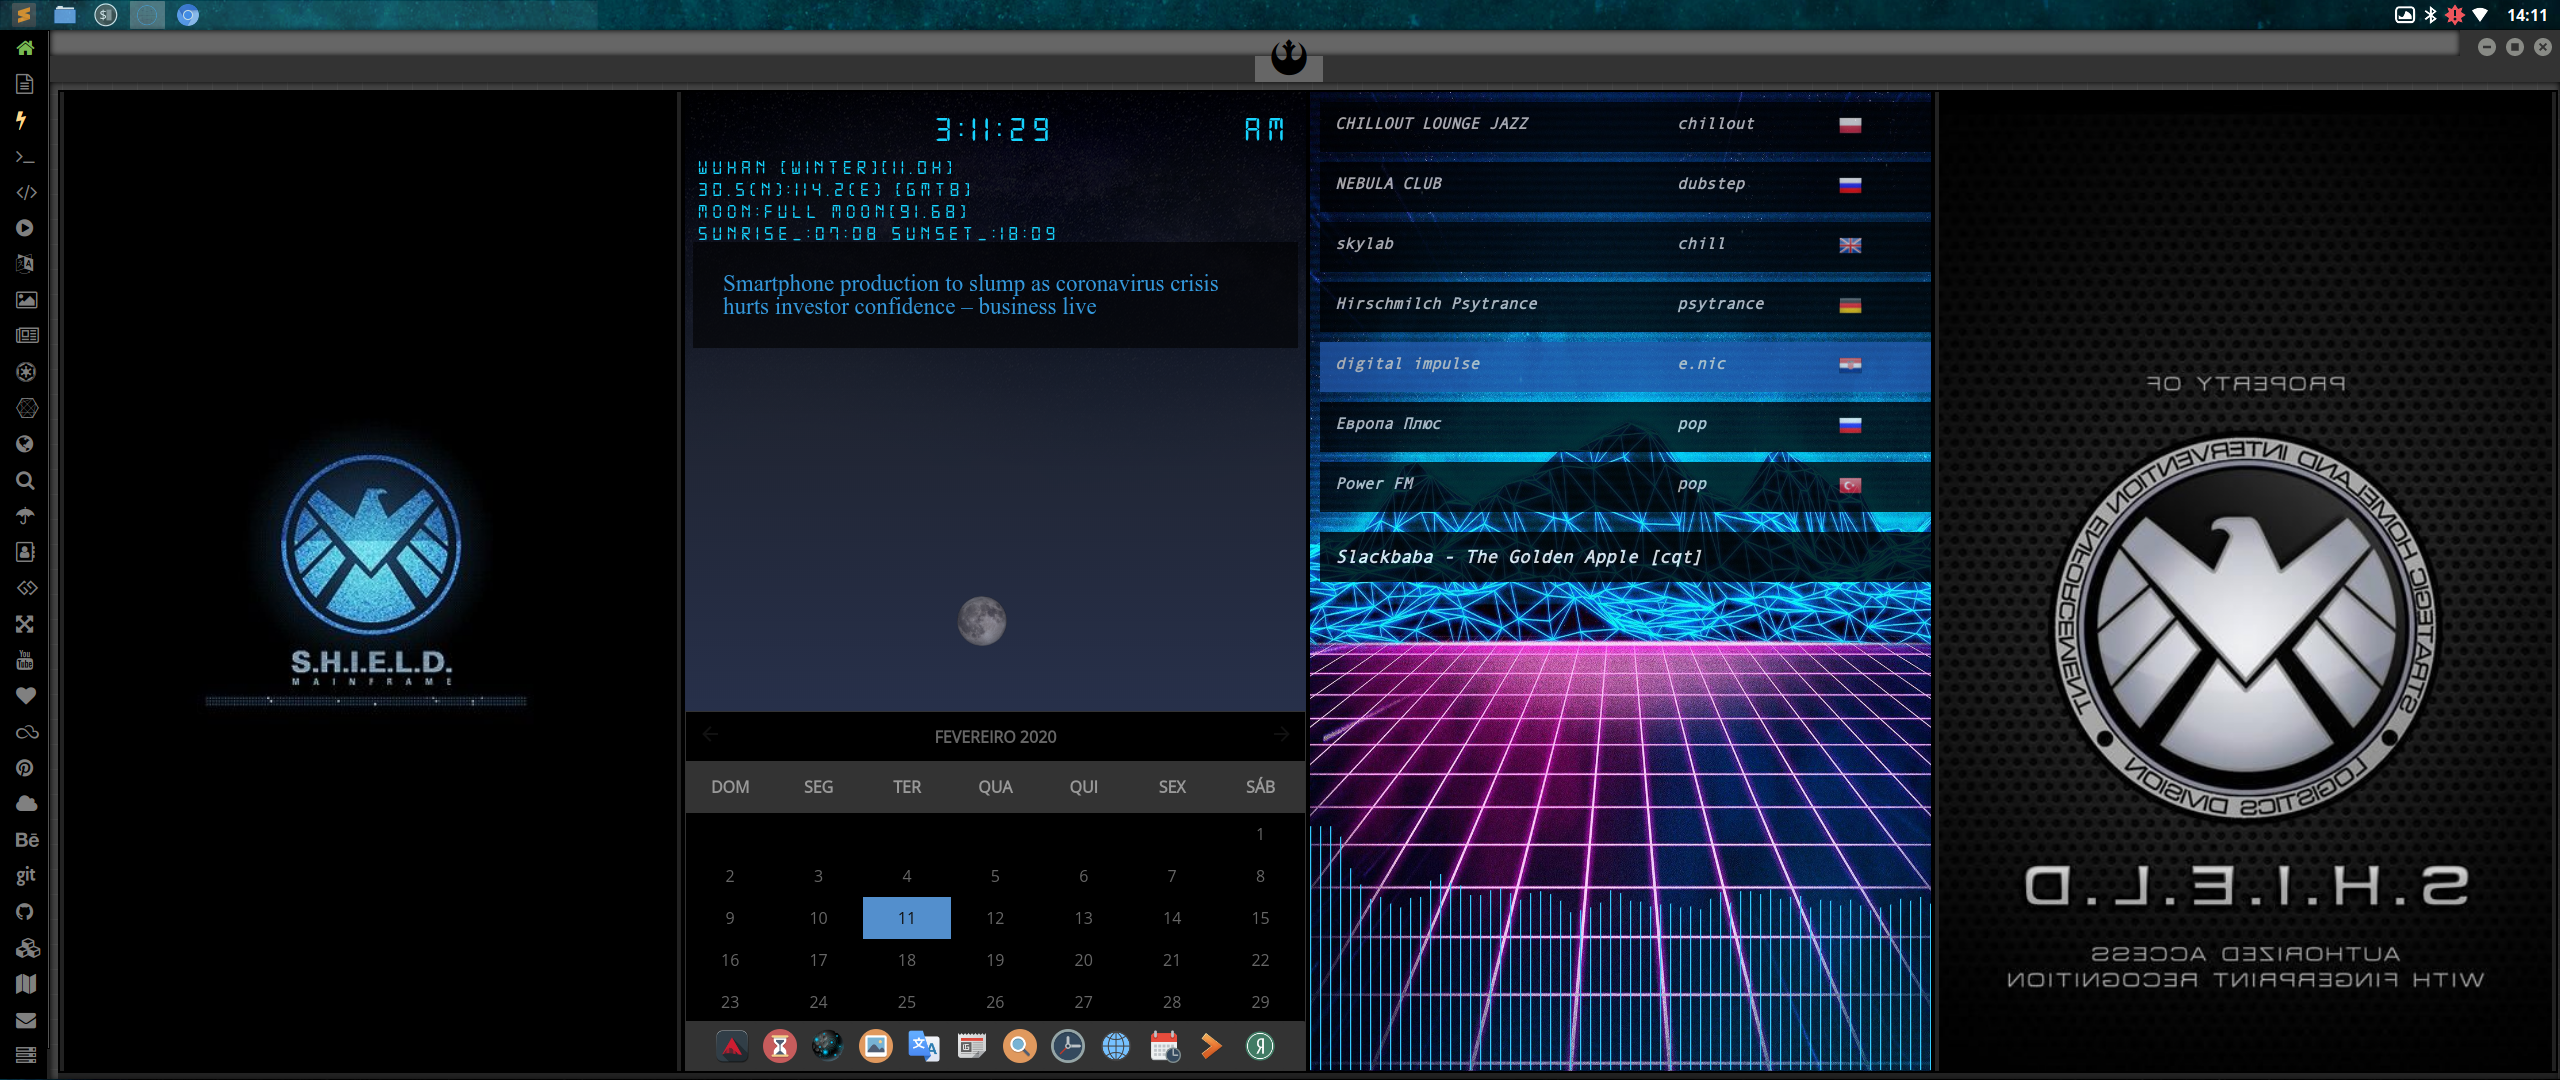 14:11
S.H.I.E.L.D.
MAINFRAME
3:11:29 AM
WUHAN [WINTER][11.0H]
30.5(N):114.2(E) [GMT8]
MOON:FULL MOON[91.68]
SUNRISE_:07:08 SUNSET_:18:09
Smartphone production to slump as coronavirus crisis
hurts investor confidence – business live
FEVEREIRO 2020
DOM SEG TER QUA QUI SEX SÁB
1
2 3 4 5 6 7 8
9 10 11 12 13 14 15
16 17 18 19 20 21 22
23 24 25 26 27 28 29
CHILLOUT LOUNGE JAZZ chillout
NEBULA CLUB dubstep
skylab chill
Hirschmilch Psytrance psytrance
digital impulse e.nic
Европа Плюс pop
Power FM pop
Slackbaba - The Golden Apple [cqt]
PROPERTY OF
STRATEGIC HOMELAND INTERVENTION ENFORCEMENT
LOGISTICS DIVISION
S.H.I.E.L.D
AUTHORIZED ACCESS
WITH FINGERPRINT RECOGNITION
You
Tube
Bē
git